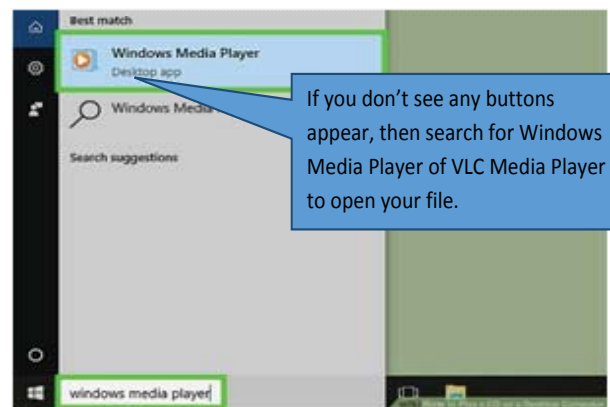 Best match
Windows Media Player
Desktop app
Windows Media
Search suggestions
If you don’t see any buttons
appear, then search for Windows
Media Player of VLC Media Player
to open your file.
windows media player